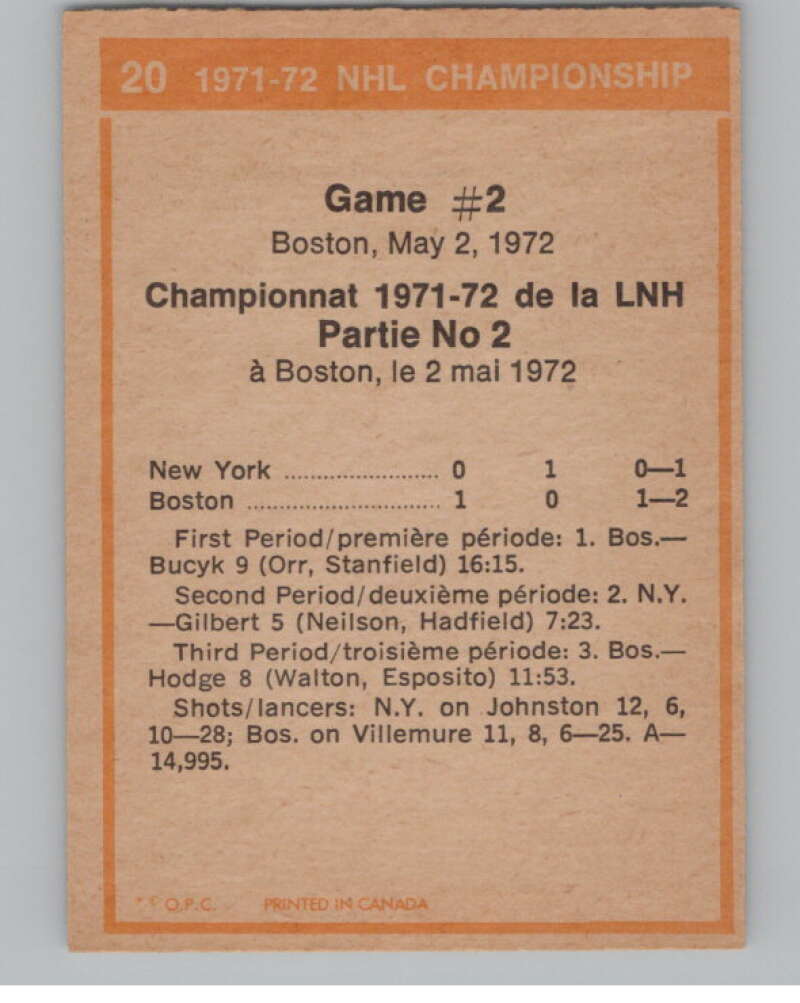 20 1971-72 NHL CHAMPIONSHIP
Game #2
Boston, May 2, 1972
Championnat 1971-72 de la LNH
Partie No 2
à Boston, le 2 mai 1972
New York ........................ 0 1 0—1
Boston .............................. 1 0 1—2
First Period/première période: 1. Bos.—
Bucyk 9 (Orr, Stanfield) 16:15.
Second Period/deuxième période: 2. N.Y.
—Gilbert 5 (Neilson, Hadfield) 7:23.
Third Period/troisième période: 3. Bos.—
Hodge 8 (Walton, Esposito) 11:53.
Shots/lancers: N.Y. on Johnston 12, 6,
10—28; Bos. on Villemure 11, 8, 6—25. A—
14,995.
O.P.C. PRINTED IN CANADA